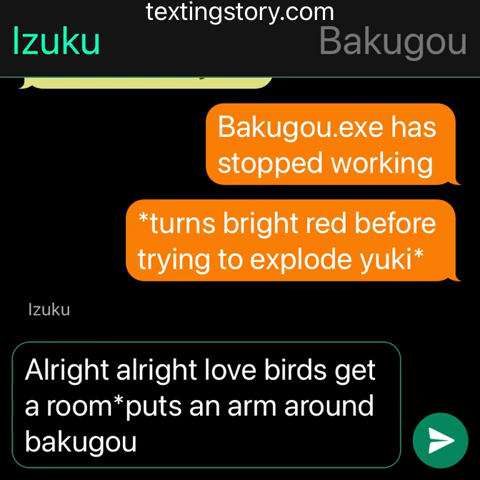 textingstory.com
Izuku
Bakugou
Bakugou.exe has
stopped working
*turns bright red before
trying to explode yuki*
Izuku
Alright alright love birds get
a room*puts an arm around
bakugou